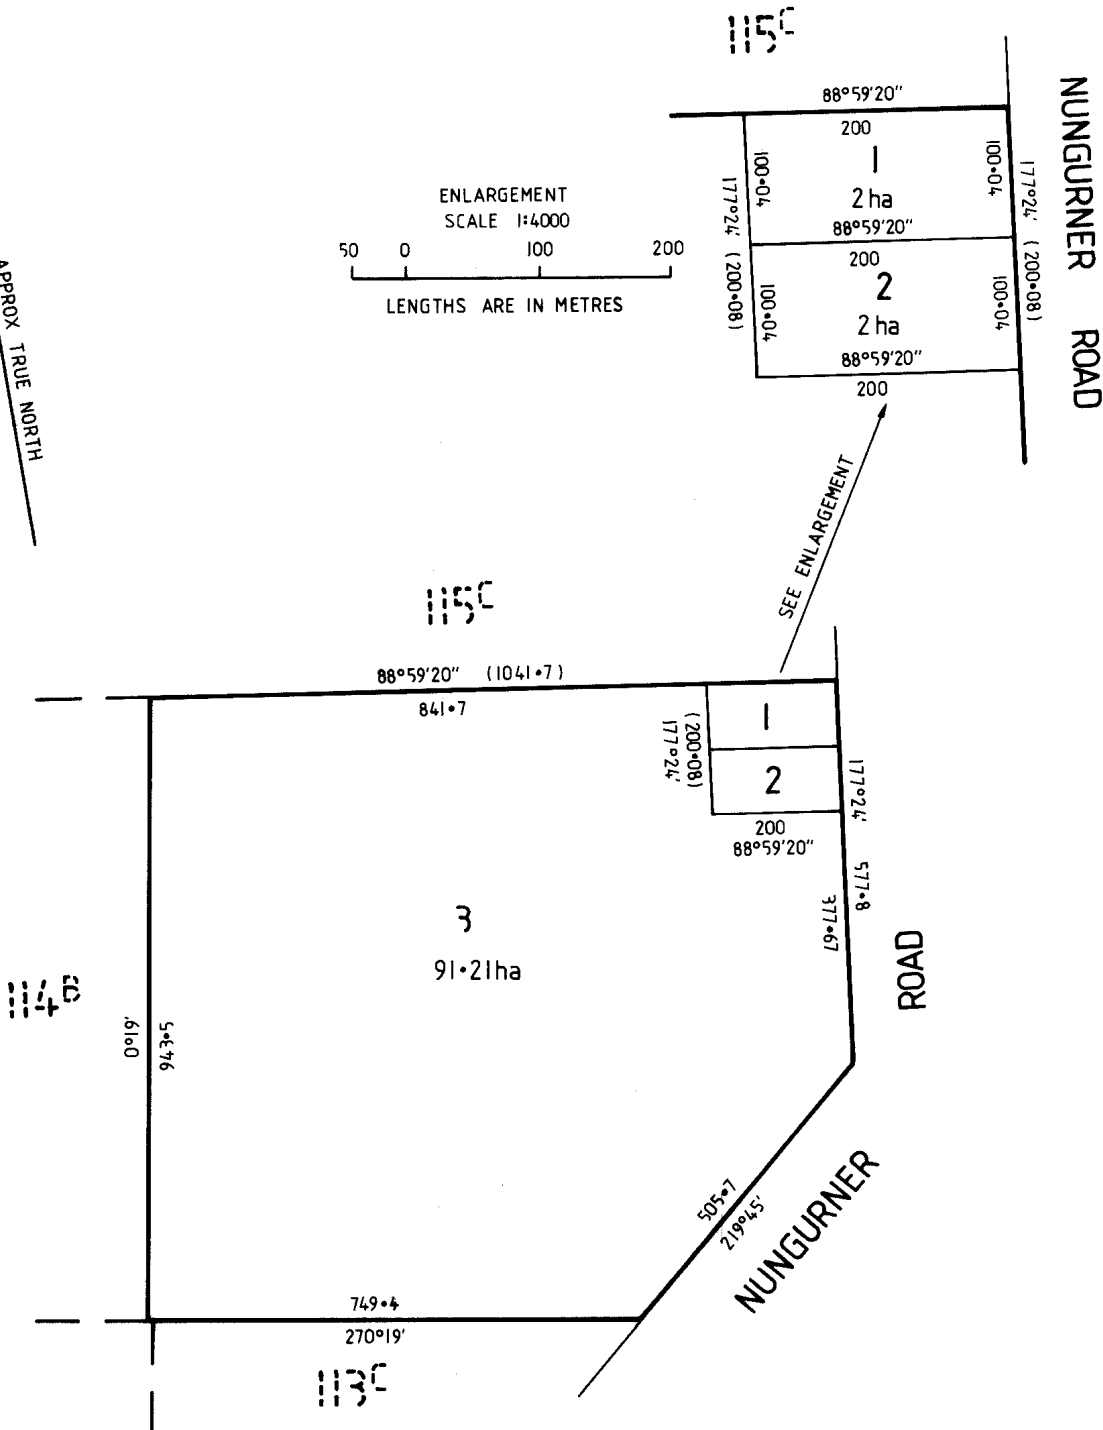 115C
88°59'20"
200
1
2 ha
100·04
100·04
177°24' (200·08)
177°24' (200·08)
88°59'20"
200
2
2 ha
100·04
100·04
88°59'20"
200
NUNGURNER ROAD
ENLARGEMENT
SCALE 1:4000
50 0 100 200
LENGTHS ARE IN METRES
APPROX TRUE NORTH
SEE ENLARGEMENT
115C
88°59'20" (1041·7)
841·7
1
2
(200·08)
177°24'
200
88°59'20"
177°24'
577·8
377·67
3
91·21ha
ROAD
114B
0°19'
943·5
505·7
219°45'
NUNGURNER
749·4
270°19'
113C